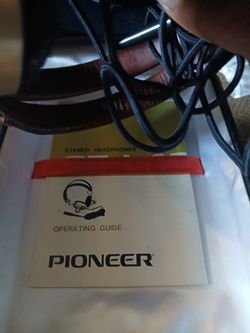 STEREO HEADPHONES
OPERATING GUIDE
PIONEER